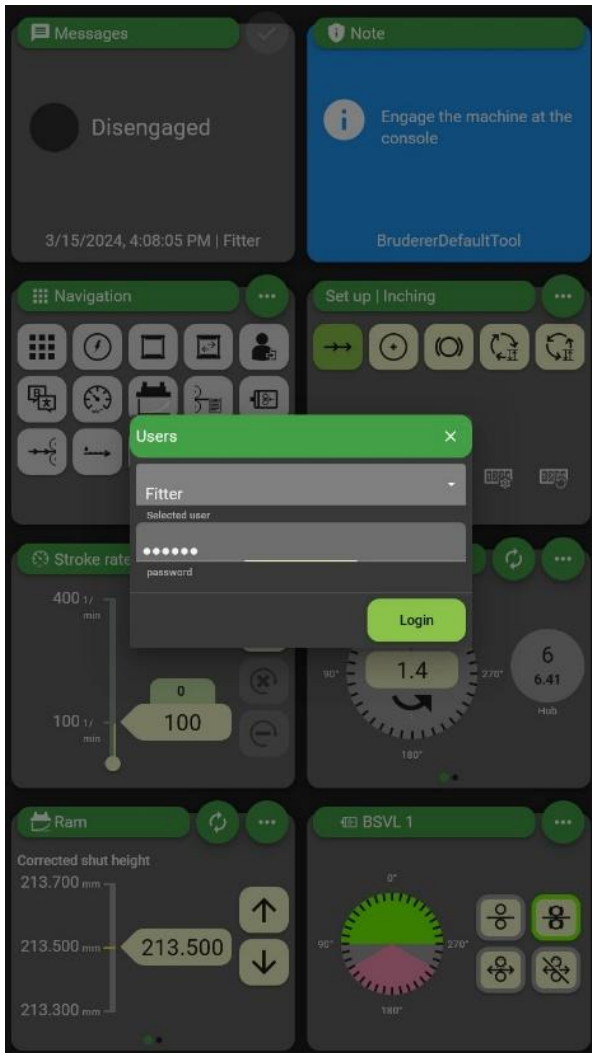 Messages
Note
Disengaged
Engage the machine at the
console
3/15/2024, 4:08:05 PM | Fitter
BrudererDefaultTool
Navigation
Set up | Inching
Users
Fitter
Selected user
password
Login
Stroke rate
400 1/
min
0
100 1/
min
100
90°
1.4
270°
180°
6
6.41
Hub
Ram
Corrected shut height
213.700 mm
213.500 mm
213.500
213.300 mm
BSVL 1
0°
90°
270°
180°